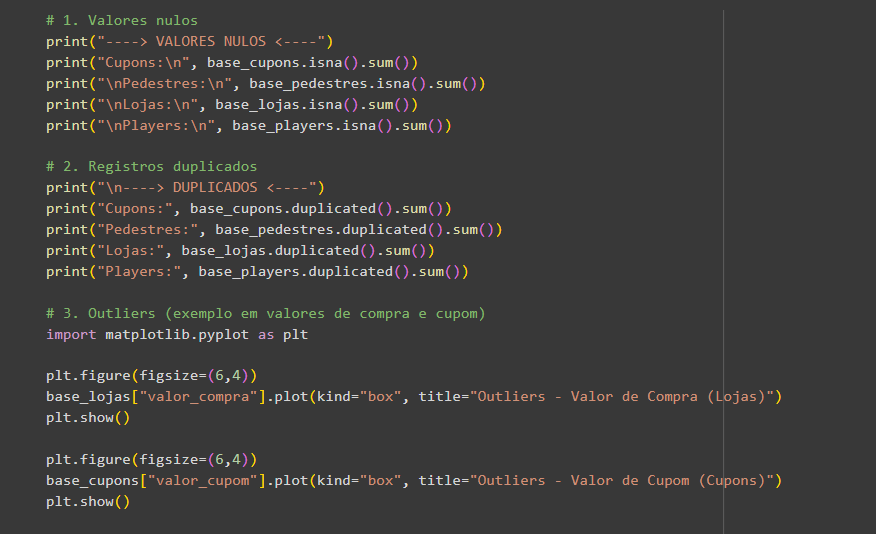 # 1. Valores nulos
print("----> VALORES NULOS <----")
print("Cupons:\n", base_cupons.isna().sum())
print("\nPedestres:\n", base_pedestres.isna().sum())
print("\nLojas:\n", base_lojas.isna().sum())
print("\nPlayers:\n", base_players.isna().sum())
# 2. Registros duplicados
print("\n----> DUPLICADOS <----")
print("Cupons:", base_cupons.duplicated().sum())
print("Pedestres:", base_pedestres.duplicated().sum())
print("Lojas:", base_lojas.duplicated().sum())
print("Players:", base_players.duplicated().sum())
# 3. Outliers (exemplo em valores de compra e cupom)
import matplotlib.pyplot as plt
plt.figure(figsize=(6,4))
base_lojas["valor_compra"].plot(kind="box", title="Outliers - Valor de Compra (Lojas)")
plt.show()
plt.figure(figsize=(6,4))
base_cupons["valor_cupom"].plot(kind="box", title="Outliers - Valor de Cupom (Cupons)")
plt.show()